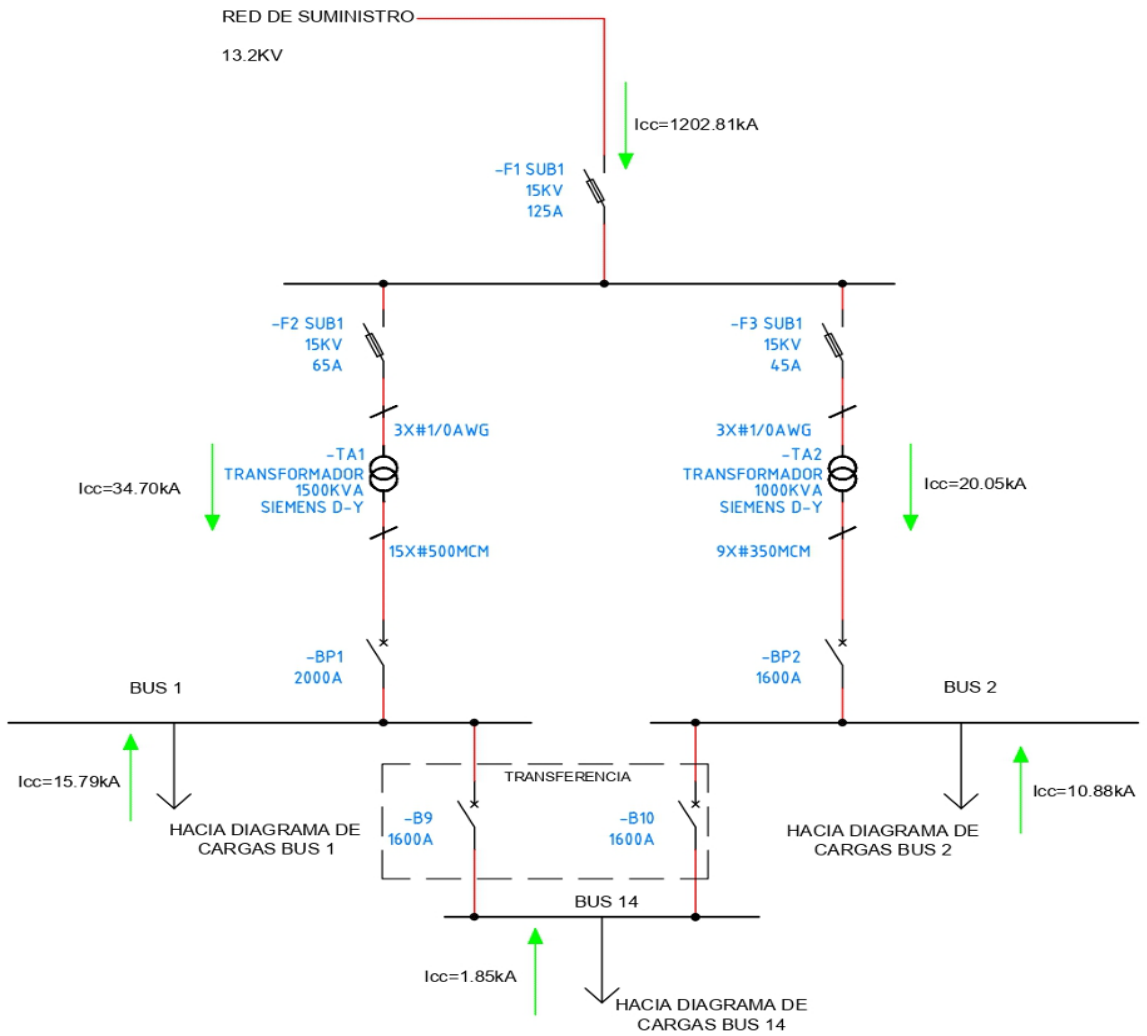 RED DE SUMINISTRO
13.2KV
Icc=1202.81kA
-F1 SUB1
15KV
125A
-F2 SUB1
15KV
65A
-F3 SUB1
15KV
45A
3X#1/0AWG
3X#1/0AWG
-TA1
TRANSFORMADOR
1500KVA
SIEMENS D-Y
-TA2
TRANSFORMADOR
1000KVA
SIEMENS D-Y
Icc=34.70kA
Icc=20.05kA
15X#500MCM
9X#350MCM
-BP1
2000A
-BP2
1600A
BUS 1
BUS 2
Icc=15.79kA
HACIA DIAGRAMA DE
CARGAS BUS 1
TRANSFERENCIA
-B9
1600A
-B10
1600A
Icc=10.88kA
HACIA DIAGRAMA DE
CARGAS BUS 2
BUS 14
Icc=1.85kA
HACIA DIAGRAMA DE
CARGAS BUS 14